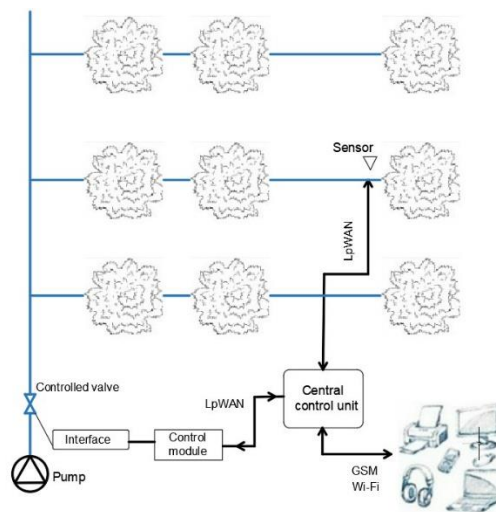 Sensor
LpWAN
Controlled valve
LpWAN
Central
control unit
Interface
Control
module
Pump
GSM
Wi-Fi